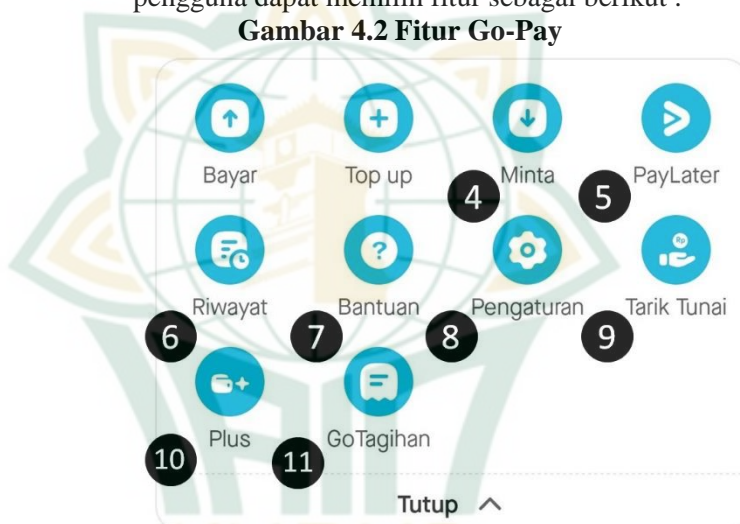 pengguna dapat memilih fitur sebagai berikut :
Gambar 4.2 Fitur Go-Pay
Bayar Top up Minta PayLater
4 5
Rp
Riwayat Bantuan Pengaturan Tarik Tunai
6 7 8 9
Plus GoTagihan
10 11
Tutup